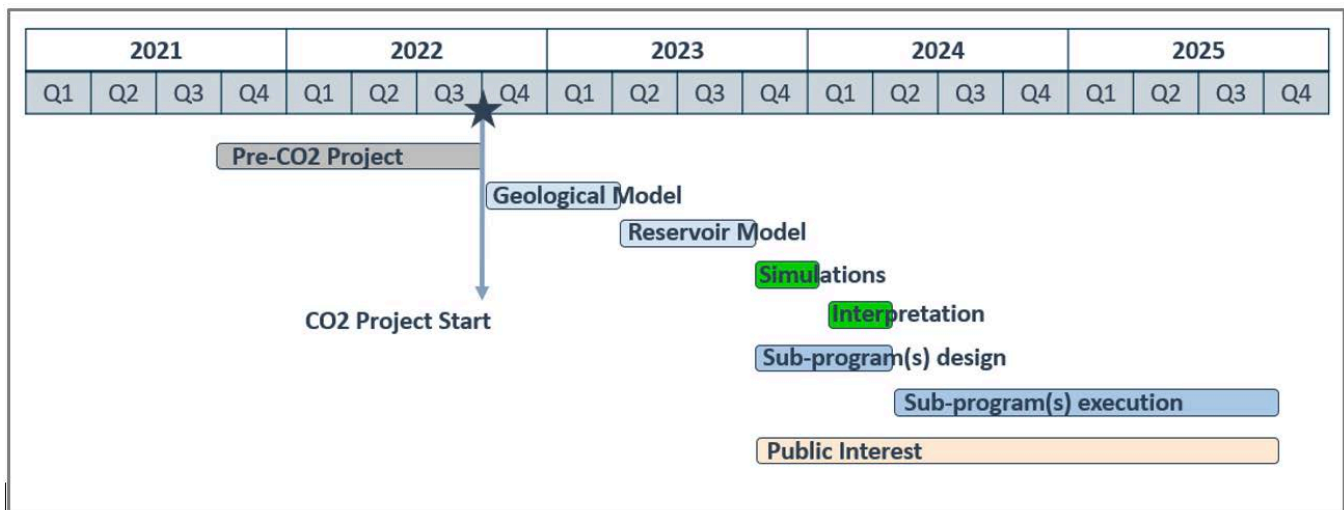 2021 2022 2023 2024 2025
Q1 Q2 Q3 Q4 Q1 Q2 Q3 Q4 Q1 Q2 Q3 Q4 Q1 Q2 Q3 Q4 Q1 Q2 Q3 Q4
Pre-CO2 Project
Geological Model
Reservoir Model
Simulations
Interpretation
CO2 Project Start
Sub-program(s) design
Sub-program(s) execution
Public Interest